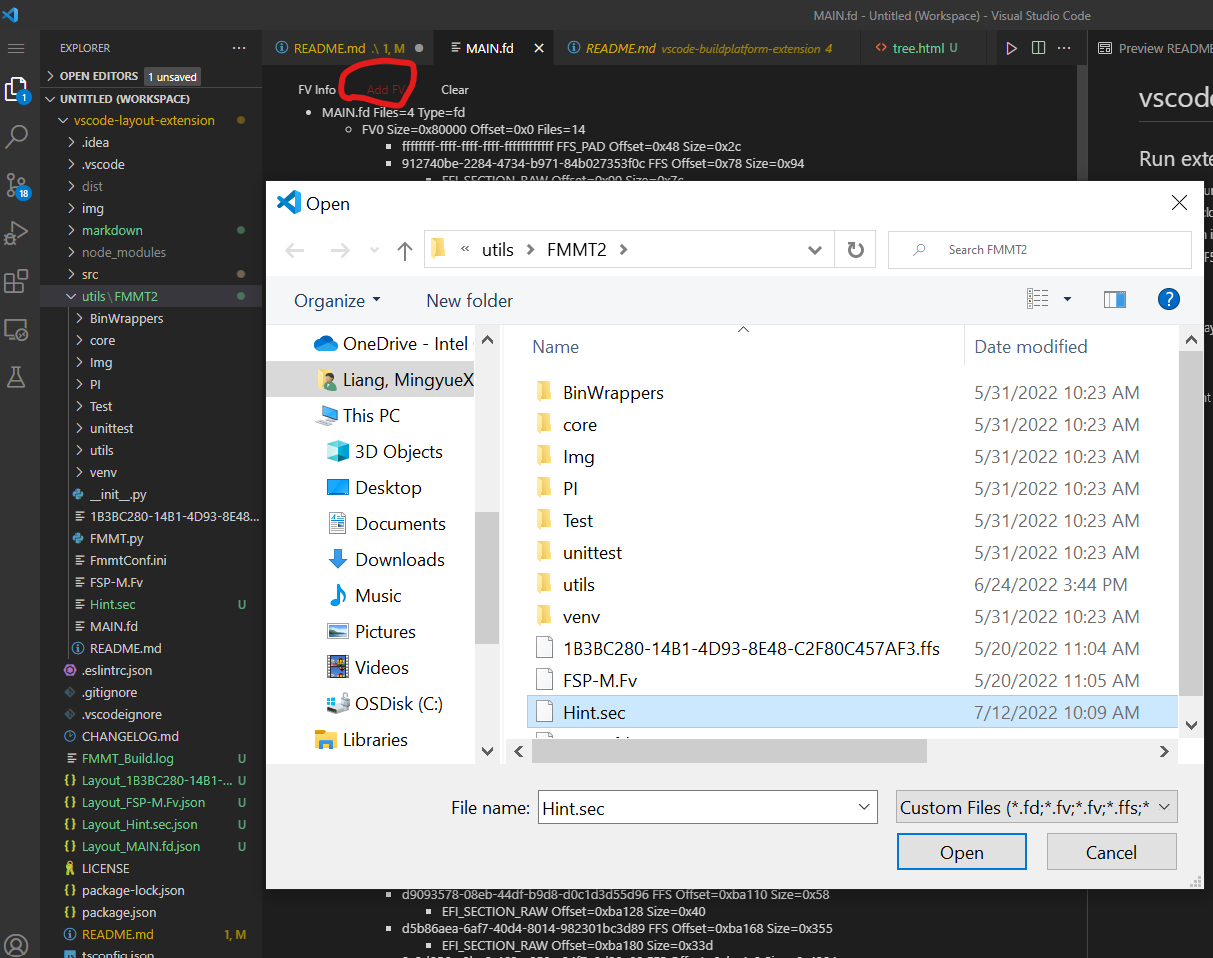 MAIN.fd - Untitled (Workspace) - Visual Studio Code
EXPLORER
OPEN EDITORS 1 unsaved
UNTITLED (WORKSPACE)
vscode-layout-extension
.idea
.vscode
dist
img
markdown
node_modules
src
utils\FMMT2
BinWrappers
core
Img
PI
Test
unittest
utils
venv
__init__.py
1B3BC280-14B1-4D93-8E48...
FMMT.py
FmmtConf.ini
FSP-M.Fv
Hint.sec U
MAIN.fd
README.md
.eslintrc.json
.gitignore
.vscodeignore
CHANGELOG.md
FMMT_Build.log U
Layout_1B3BC280-14B1-... U
Layout_FSP-M.Fv.json U
Layout_Hint.sec.json U
Layout_MAIN.fd.json U
LICENSE
package-lock.json
package.json
README.md 1, M
tsconfig.json
1
18
README.md .\ 1, M
MAIN.fd
README.md vscode-buildplatform-extension 4
tree.html U
Preview README
FV Info Add FV Clear
MAIN.fd Files=4 Type=fd
FV0 Size=0x80000 Offset=0x0 Files=14
ffffffff-ffff-ffff-ffff-ffffffffffff FFS_PAD Offset=0x48 Size=0x2c
912740be-2284-4734-b971-84b027353f0c FFS Offset=0x78 Size=0x94
EFI_SECTION_RAW Offset=0x90 Size=0x7c
vscode
Run exte
Open
« utils > FMMT2 >
Search FMMT2
Organize
New folder
?
OneDrive - Intel
Liang, MingyueX
This PC
3D Objects
Desktop
Documents
Downloads
Music
Pictures
Videos
OSDisk (C:)
Libraries
Name Date modified
BinWrappers 5/31/2022 10:23 AM
core 5/31/2022 10:23 AM
Img 5/31/2022 10:23 AM
PI 5/31/2022 10:23 AM
Test 5/31/2022 10:23 AM
unittest 5/31/2022 10:23 AM
utils 6/24/2022 3:44 PM
venv 5/31/2022 10:23 AM
1B3BC280-14B1-4D93-8E48-C2F80C457AF3.ffs 5/20/2022 11:04 AM
FSP-M.Fv 5/20/2022 11:05 AM
Hint.sec 7/12/2022 10:09 AM
File name: Hint.sec
Custom Files (*.fd;*.fv;*.fv;*.ffs;*
Open
Cancel
d9093578-08eb-44df-b9d8-d0c1d3d55d96 FFS Offset=0xba110 Size=0x58
EFI_SECTION_RAW Offset=0xba128 Size=0x40
d5b86aea-6af7-40d4-8014-982301bc3d89 FFS Offset=0xba168 Size=0x355
EFI_SECTION_RAW Offset=0xba180 Size=0x33d